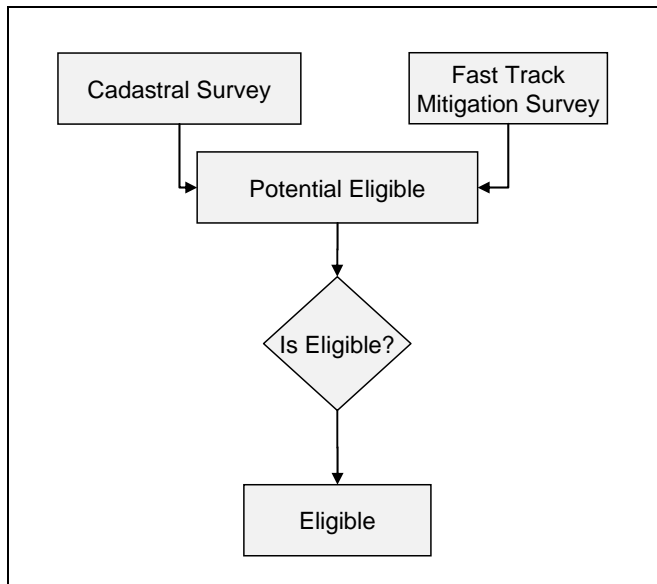 Cadastral Survey
Fast Track
Mitigation Survey
Potential Eligible
Is Eligible?
Eligible